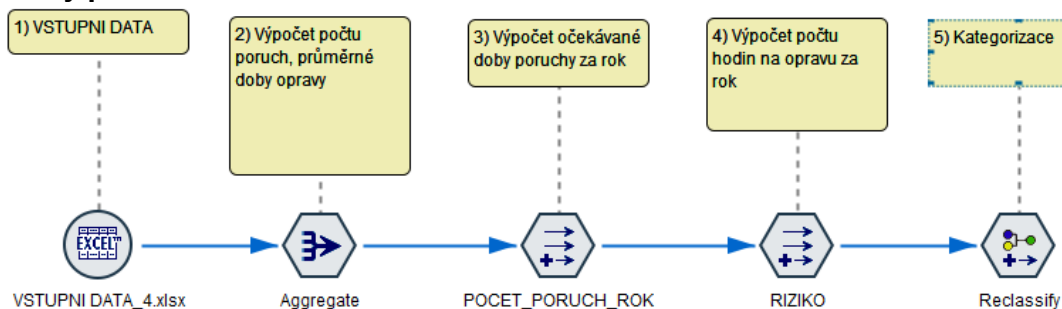 1) VSTUPNI DATA
2) Výpočet počtu
poruch, průměrné
doby opravy
3) Výpočet očekávané
doby poruchy za rok
4) Výpočet počtu
hodin na opravu za
rok
5) Kategorizace
EXCEL™
VSTUPNI DATA_4.xlsx
Aggregate
POCET_PORUCH_ROK
RIZIKO
Reclassify